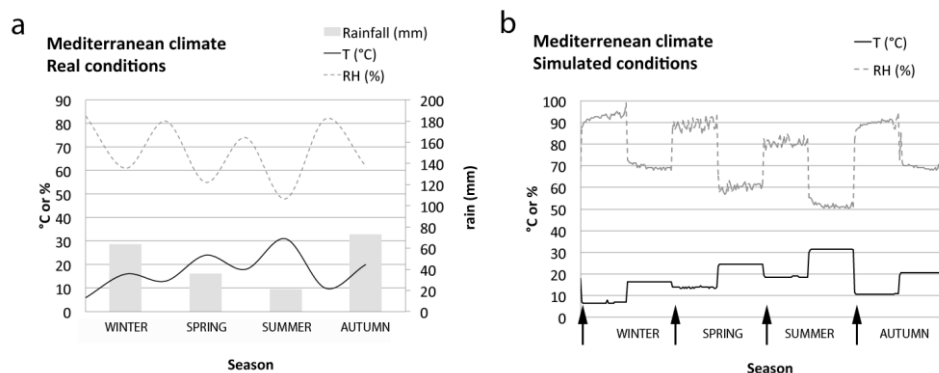 a
Mediterranean climate
Real conditions
Rainfall (mm)
T (°C)
RH (%)
°C or %
90
80
70
60
50
40
30
20
10
0
200
180
160
140
120
100
80
60
40
20
0
rain (mm)
WINTER SPRING SUMMER AUTUMN
Season
b
Mediterrenean climate
Simulated conditions
T (°C)
RH (%)
°C or %
100
90
80
70
60
50
40
30
20
10
0
WINTER SPRING SUMMER AUTUMN
Season